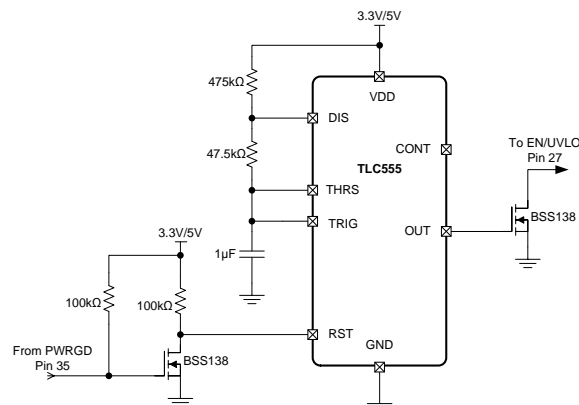 3.3V/5V
475kΩ
VDD
DIS
47.5kΩ
CONT
To EN/UVLO
Pin 27
TLC555
THRS
TRIG
OUT
BSS138
1µF
3.3V/5V
100kΩ
100kΩ
RST
From PWRGD
Pin 35
BSS138
GND